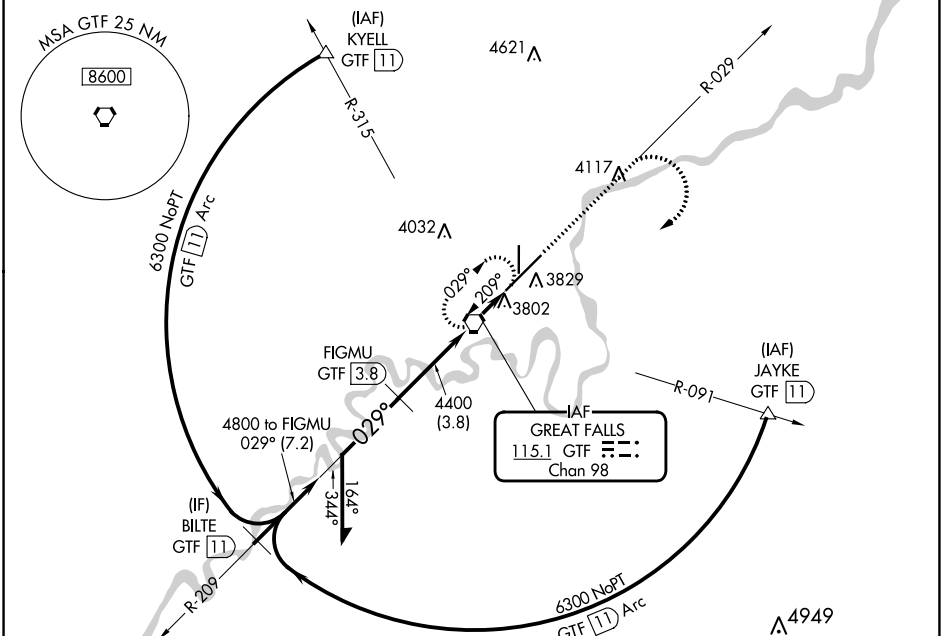 MSA GTF 25 NM
8600
(IAF)
KYELL
GTF 11
R-315
4621
R-029
4117
6300 NoPT
GTF 11 Arc
4032
029°
209°
3829
3802
FIGMU
GTF 3.8
4400
(3.8)
4800 to FIGMU
029° (7.2)
029°
(IAF)
JAYKE
GTF 11
R-091
IAF
GREAT FALLS
115.1 GTF
Chan 98
344°
164°
(IF)
BILTE
GTF 11
R-209
6300 NoPT
GTF 11 Arc
4949